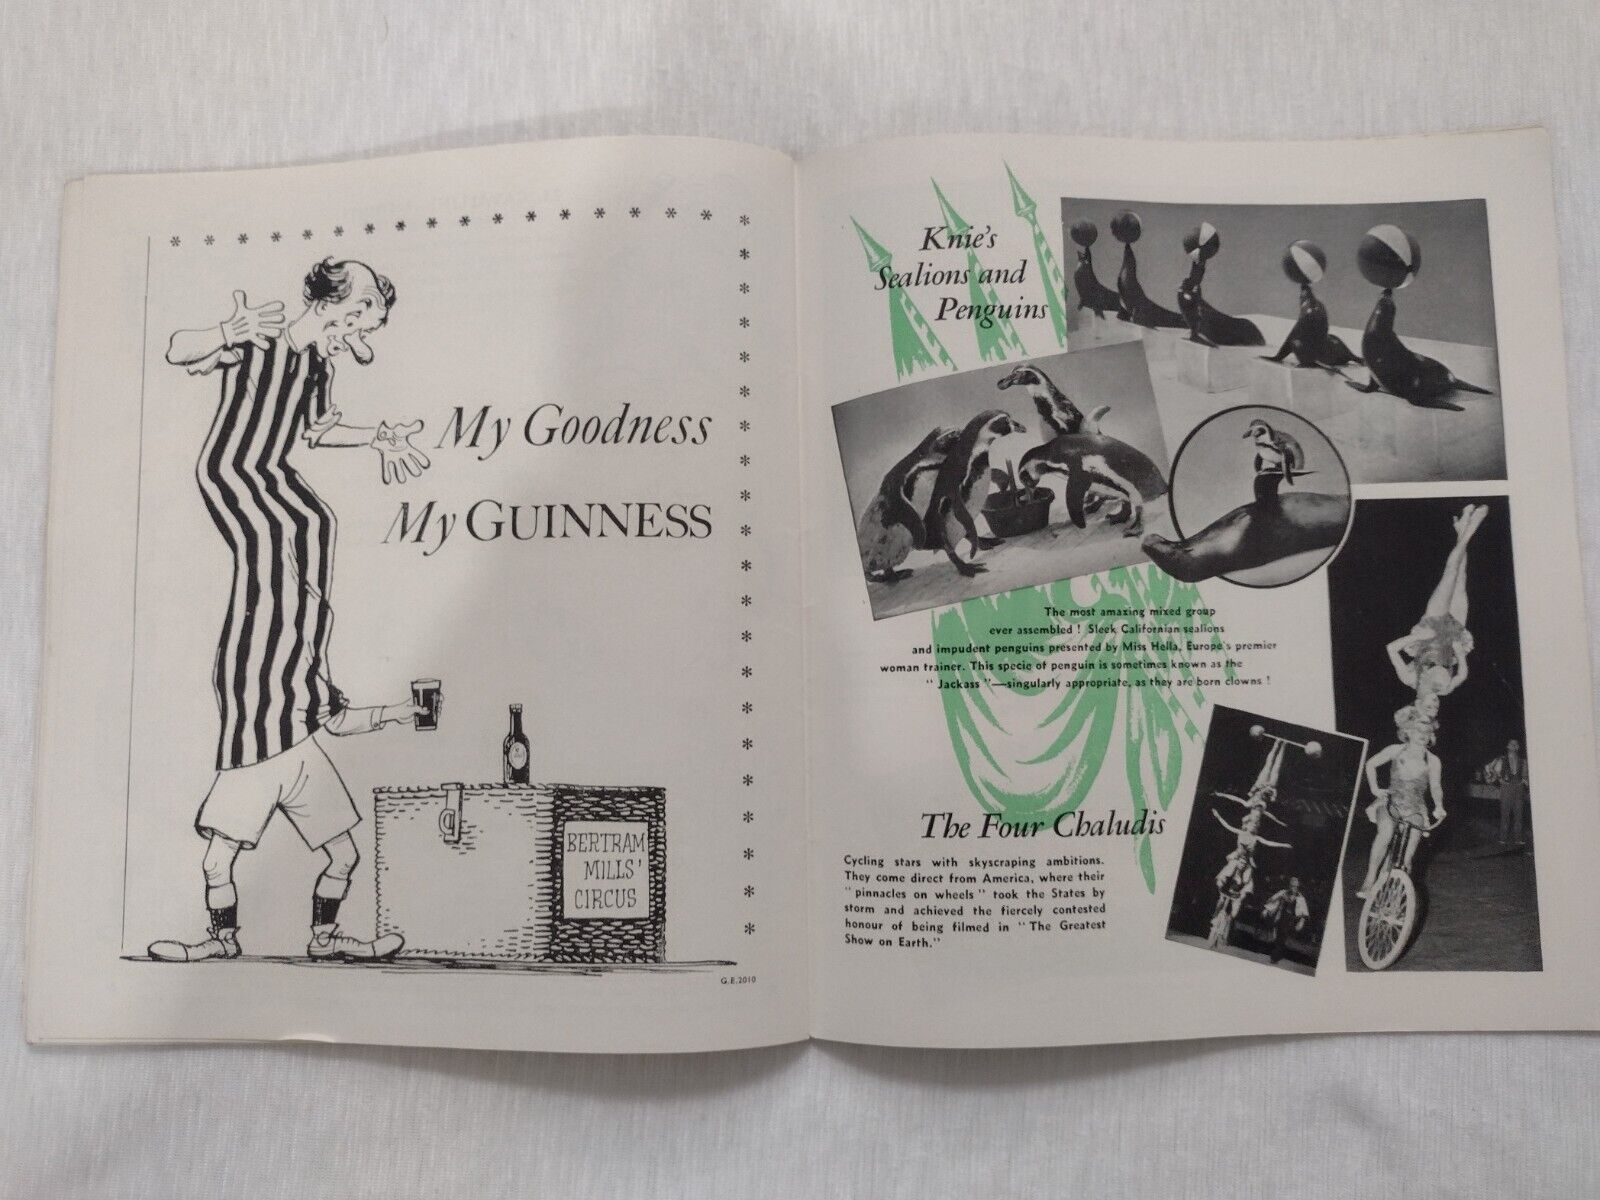 My Goodness
My GUINNESS
BERTRAM
MILLS'
CIRCUS
G.E.2010
Knie's
Sealions and
Penguins
The most amazing mixed group
ever assembled ! Sleek Californian sealions
and impudent penguins presented by Miss Hella, Europe's premier
woman trainer. This specie of penguin is sometimes known as the
" Jackass "—singularly appropriate, as they are born clowns !
The Four Chaludis
Cycling stars with skyscraping ambitions.
They come direct from America, where their
" pinnacles on wheels " took the States by
storm and achieved the fiercely contested
honour of being filmed in " The Greatest
Show on Earth."